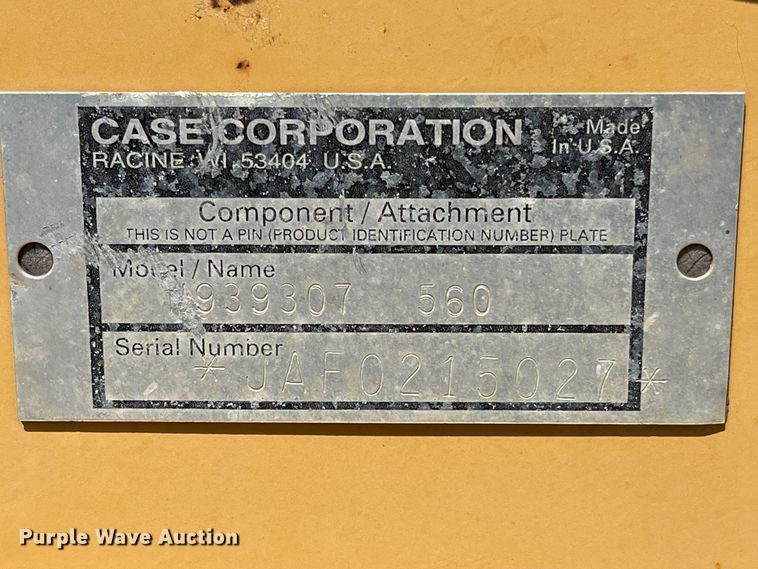 CASE CORPORATION
Made
In U.S.A.
RACINE WI 53404 U.S.A.
Component / Attachment
THIS IS NOT A PIN (PRODUCT IDENTIFICATION NUMBER) PLATE
Model / Name
H939307 560
Serial Number
*JAF0215027*
Purple Wave Auction